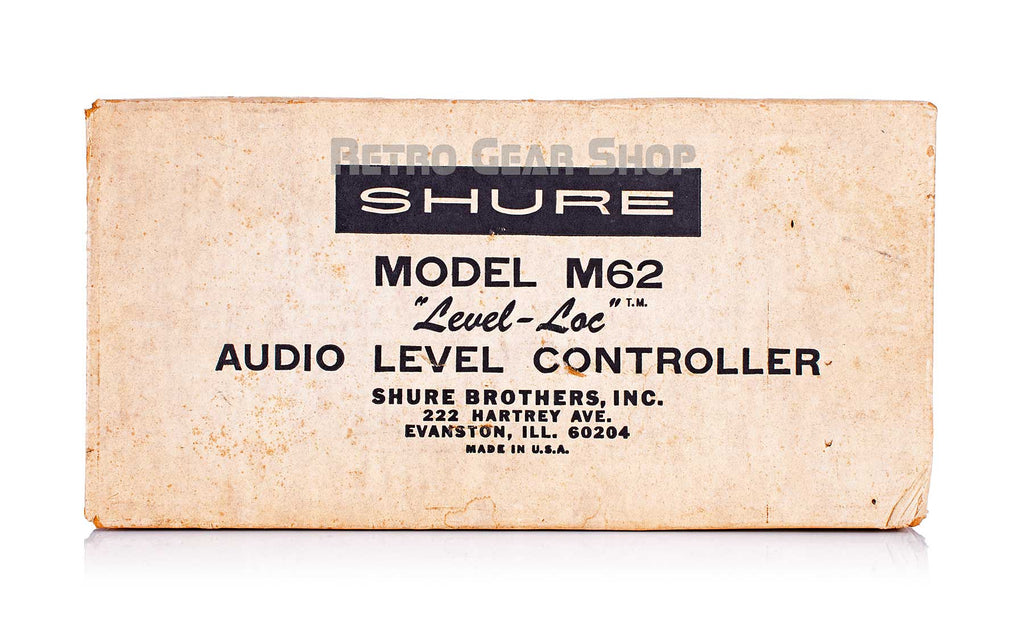 Retro Gear Shop
SHURE
MODEL M62
"Level-Loc" T.M.
AUDIO LEVEL CONTROLLER
SHURE BROTHERS, INC.
222 HARTREY AVE.
EVANSTON, ILL. 60204
MADE IN U.S.A.